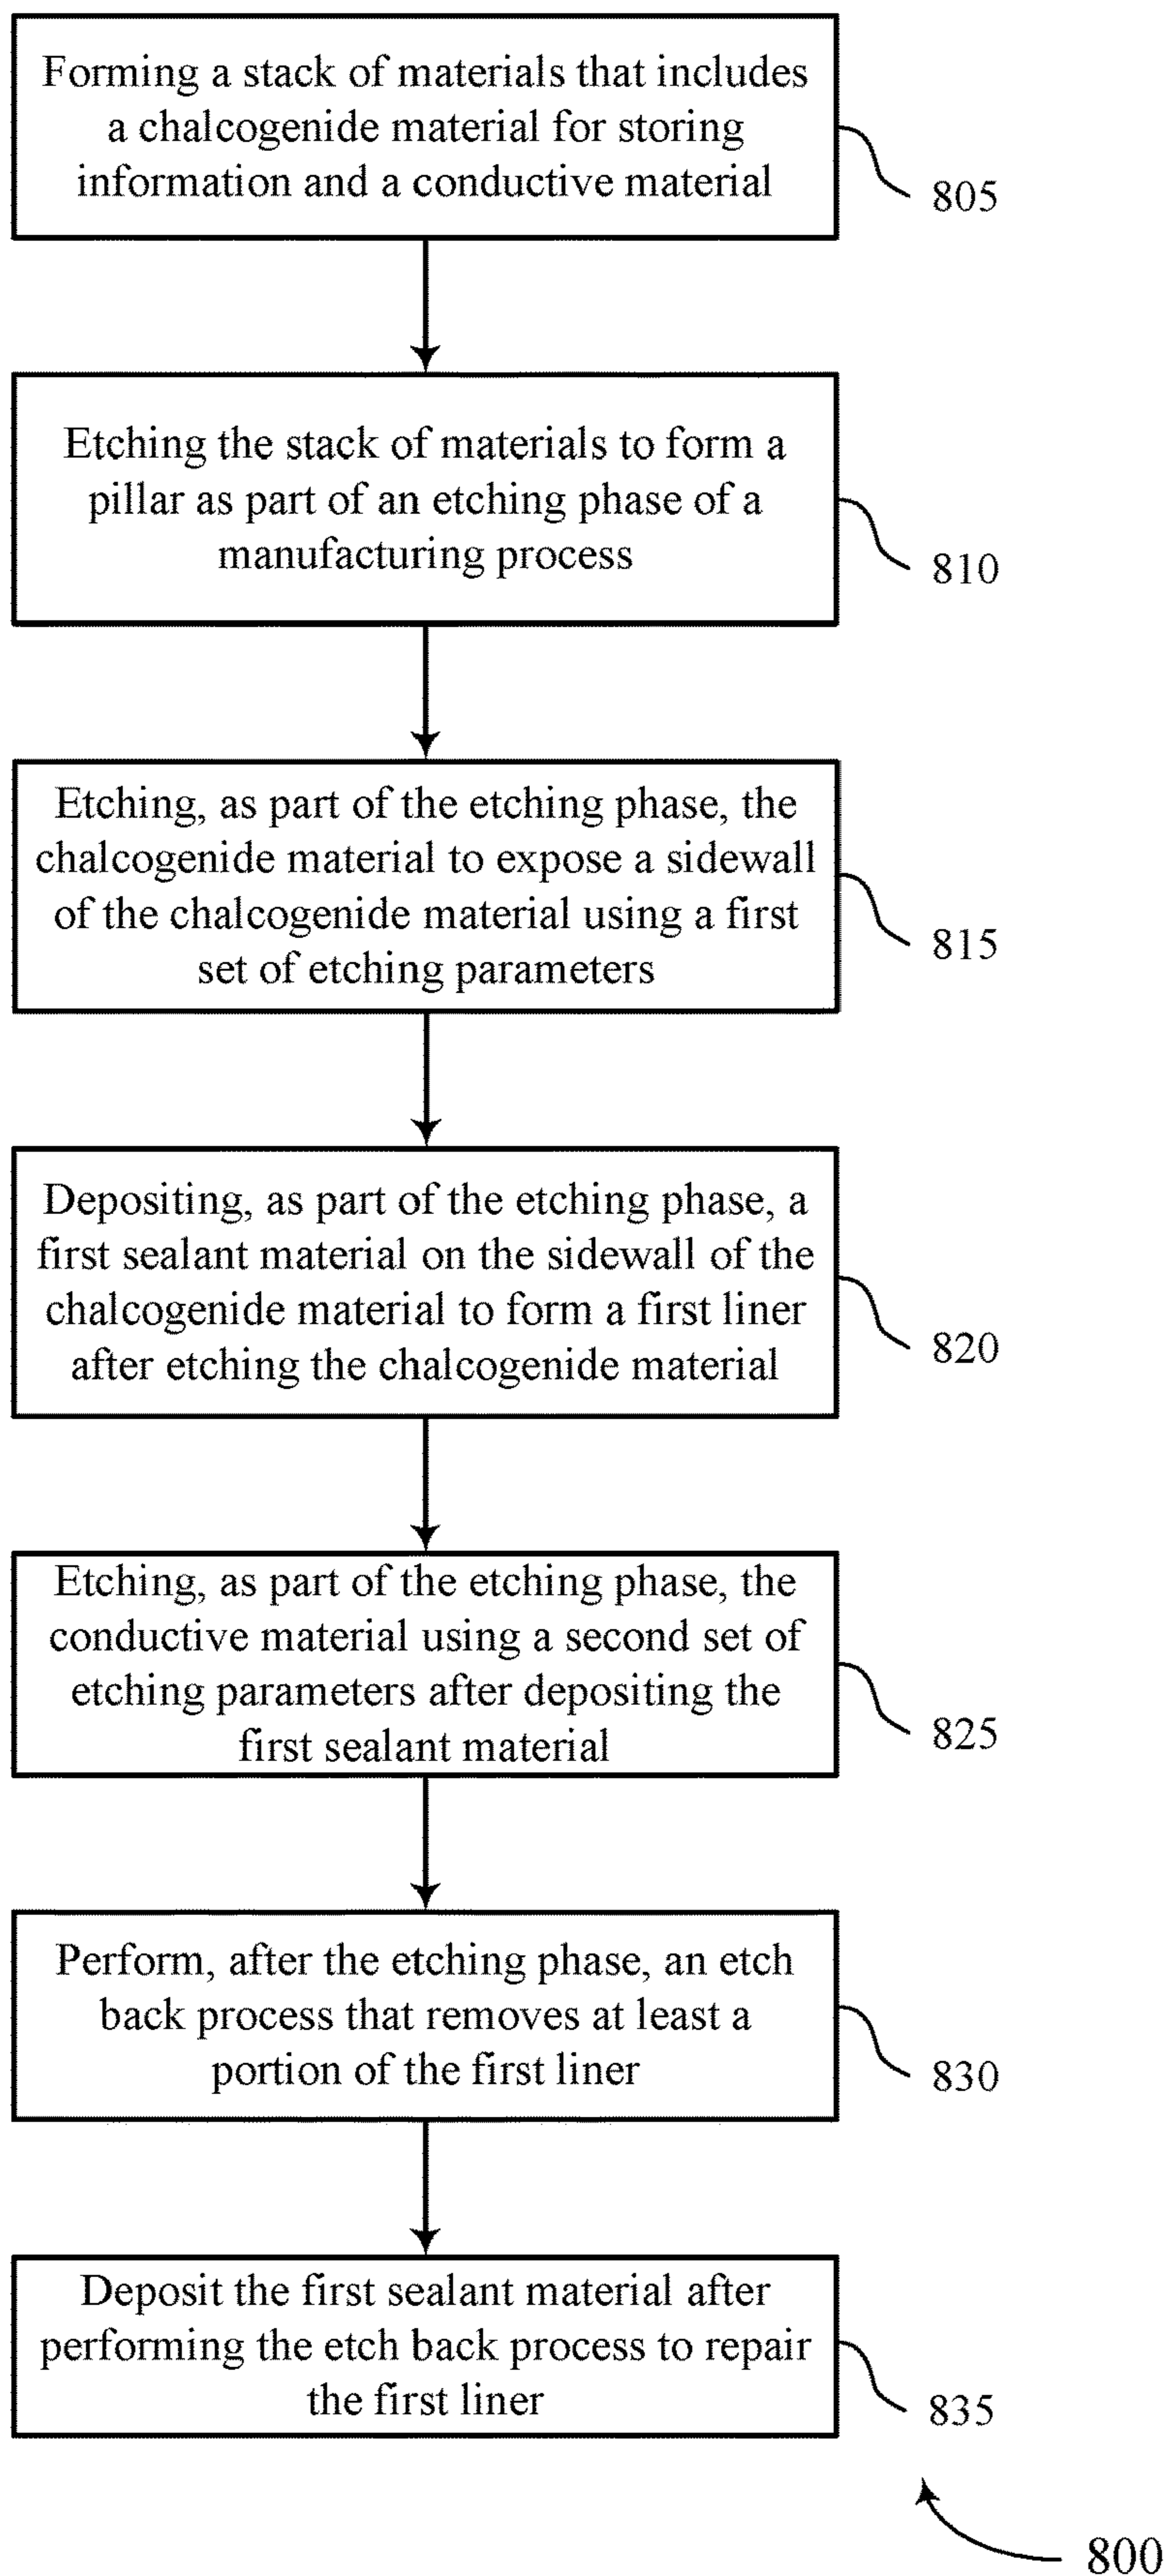 Forming a stack of materials that includes
a chalcogenide material for storing
information and a conductive material
805
Etching the stack of materials to form a
pillar as part of an etching phase of a
manufacturing process
810
Etching, as part of the etching phase, the
chalcogenide material to expose a sidewall
of the chalcogenide material using a first
set of etching parameters
815
Depositing, as part of the etching phase, a
first sealant material on the sidewall of the
chalcogenide material to form a first liner
after etching the chalcogenide material
820
Etching, as part of the etching phase, the
conductive material using a second set of
etching parameters after depositing the
first sealant material
825
Perform, after the etching phase, an etch
back process that removes at least a
portion of the first liner
830
Deposit the first sealant material after
performing the etch back process to repair
the first liner
835
800